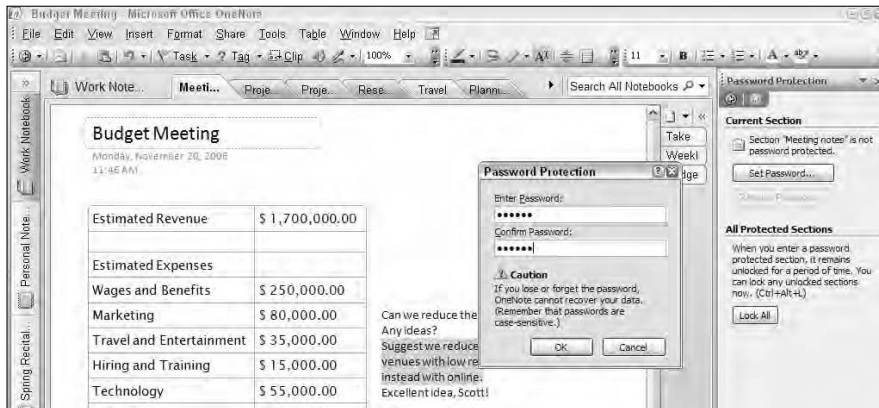 Budget Meeting - Microsoft Office OneNote
File Edit View Insert Format Share Tools Table Window Help
Task ? Tag Clip 100% 11 B A
Work Note... Meeti... Proje... Proje... Rese... Travel Planni... Search All Notebooks
Work Notebook
Personal Note...
Spring Recital...
Budget Meeting
Monday, November 20, 2006
11:46 AM
Estimated Revenue $ 1,700,000.00
Estimated Expenses
Wages and Benefits $ 250,000.00
Marketing $ 80,000.00
Travel and Entertainment $ 35,000.00
Hiring and Training $ 15,000.00
Technology $ 55,000.00
Can we reduce the
Any ideas?
Suggest we reduce
venues with low re
instead with online.
Excellent idea, Scott!
Take
Weekl
dge
Password Protection
Enter Password:
••••••
Confirm Password:
••••••
Caution
If you lose or forget the password,
OneNote cannot recover your data.
(Remember that passwords are
case-sensitive.)
OK Cancel
Password Protection
Current Section
Section "Meeting notes" is not
password protected.
Set Password...
Remove Password...
All Protected Sections
When you enter a password
protected section, it remains
unlocked for a period of time. You
can lock any unlocked sections
now. (Ctrl+Alt+L)
Lock All